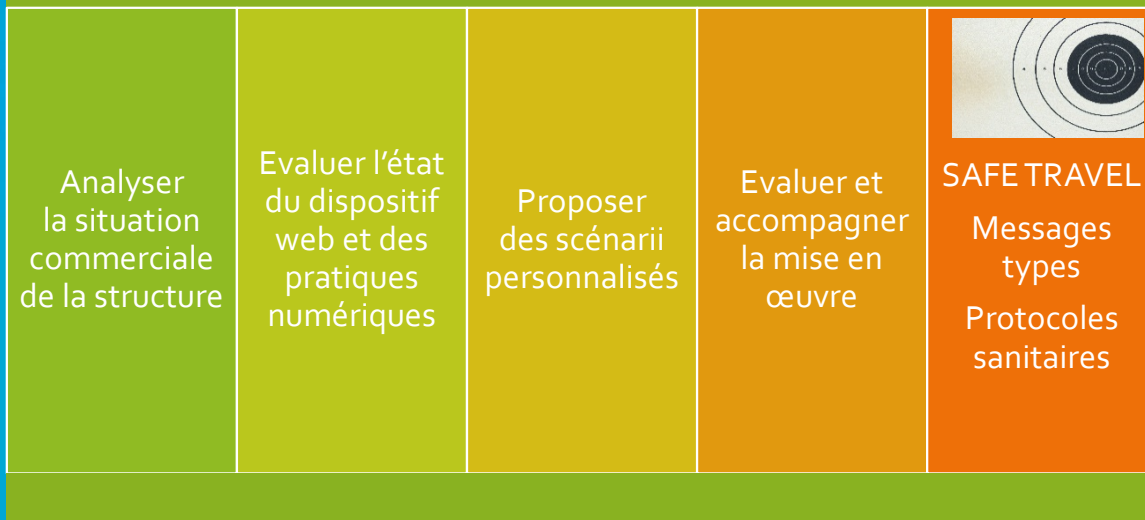 Analyser
la situation
commerciale
de la structure
Evaluer l’état
du dispositif
web et des
pratiques
numériques
Proposer
des scénarii
personnalisés
Evaluer et
accompagner
la mise en
œuvre
SAFE TRAVEL
Messages
types
Protocoles
sanitaires